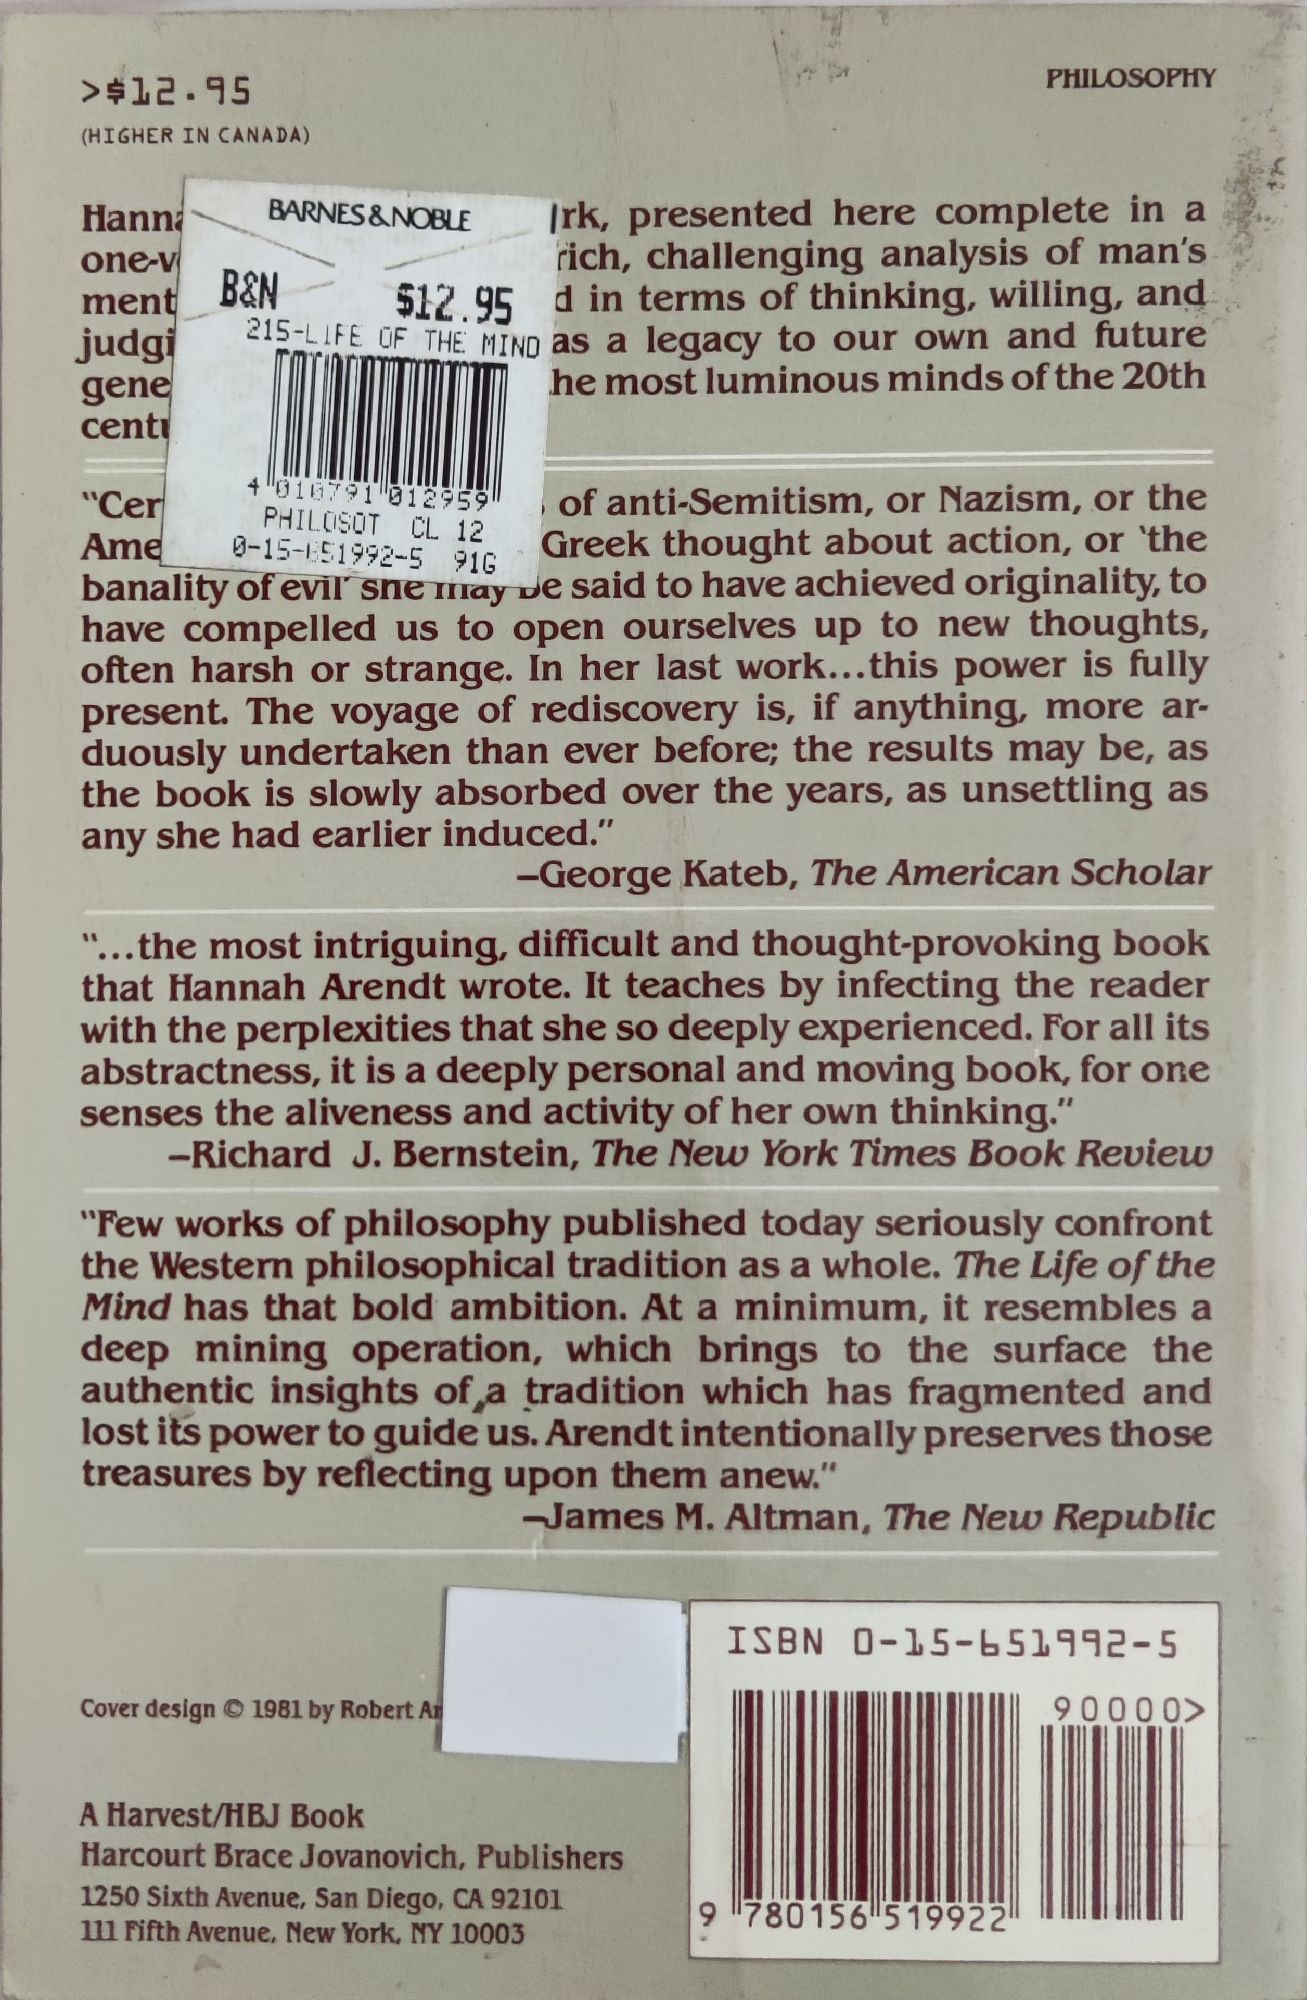 >$12.95
(HIGHER IN CANADA)
PHILOSOPHY
BARNES & NOBLE
B&N $12.95
215-LIFE OF THE MIND
4 010791 012959
PHILOSOT CL 12
0-15-651992-5 91G
presented here complete in a
one-v rich, challenging analysis of man's
ment d in terms of thinking, willing, and
judgi as a legacy to our own and future
gene he most luminous minds of the 20th
"Cer of anti-Semitism, or Nazism, or the
Ame Greek thought about action, or 'the
banality of evil' she may be said to have achieved originality, to
have compelled us to open ourselves up to new thoughts,
often harsh or strange. In her last work...this power is fully
present. The voyage of rediscovery is, if anything, more ar-
duously undertaken than ever before; the results may be, as
the book is slowly absorbed over the years, as unsettling as
any she had earlier induced."
–George Kateb, The American Scholar
"...the most intriguing, difficult and thought-provoking book
that Hannah Arendt wrote. It teaches by infecting the reader
with the perplexities that she so deeply experienced. For all its
abstractness, it is a deeply personal and moving book, for one
senses the aliveness and activity of her own thinking."
–Richard J. Bernstein, The New York Times Book Review
"Few works of philosophy published today seriously confront
the Western philosophical tradition as a whole. The Life of the
Mind has that bold ambition. At a minimum, it resembles a
deep mining operation, which brings to the surface the
authentic insights of a tradition which has fragmented and
lost its power to guide us. Arendt intentionally preserves those
treasures by reflecting upon them anew."
–James M. Altman, The New Republic
Cover design © 1981 by Robert
A Harvest/HBJ Book
Harcourt Brace Jovanovich, Publishers
1250 Sixth Avenue, San Diego, CA 92101
111 Fifth Avenue, New York, NY 10003
ISBN 0-15-651992-5
90000>
9 780156 519922